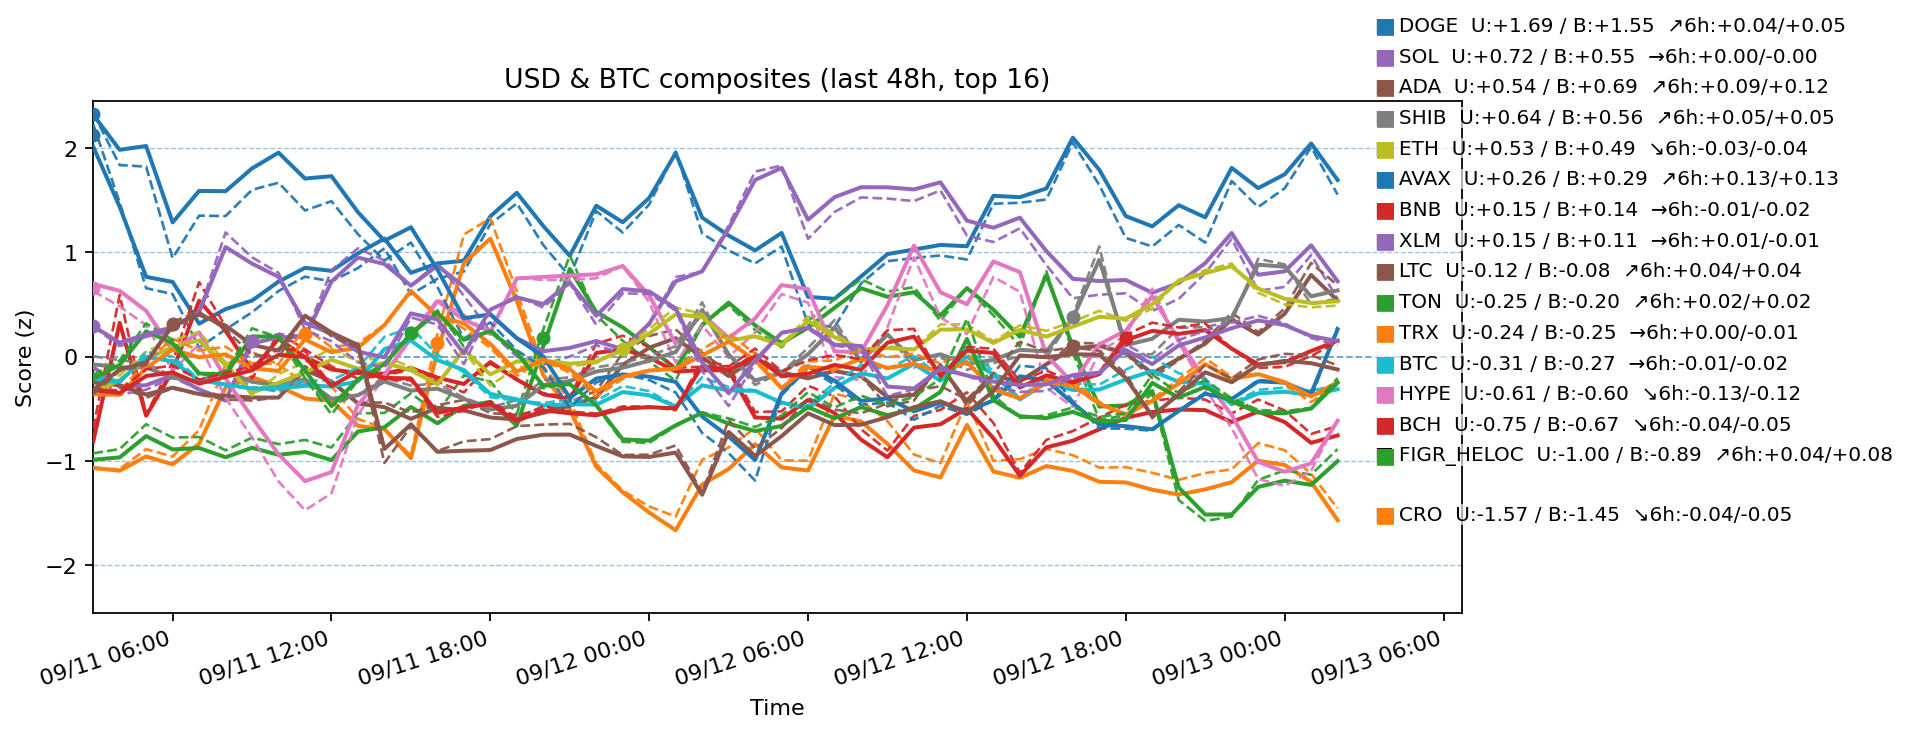 DOGE  U:+1.69 / B:+1.55  ↗6h:+0.04/+0.05
SOL  U:+0.72 / B:+0.55  →6h:+0.00/-0.00
USD & BTC composites (last 48h, top 16)
ADA  U:+0.54 / B:+0.69  ↗6h:+0.09/+0.12
SHIB  U:+0.64 / B:+0.56  ↗6h:+0.05/+0.05
ETH  U:+0.53 / B:+0.49  ↘6h:-0.03/-0.04
AVAX  U:+0.26 / B:+0.29  ↗6h:+0.13/+0.13
BNB  U:+0.15 / B:+0.14  →6h:-0.01/-0.02
XLM  U:+0.15 / B:+0.11  →6h:+0.01/-0.01
LTC  U:-0.12 / B:-0.08  ↗6h:+0.04/+0.04
TON  U:-0.25 / B:-0.20  ↗6h:+0.02/+0.02
TRX  U:-0.24 / B:-0.25  →6h:+0.00/-0.01
BTC  U:-0.31 / B:-0.27  →6h:-0.01/-0.02
HYPE  U:-0.61 / B:-0.60  ↘6h:-0.13/-0.12
BCH  U:-0.75 / B:-0.67  ↘6h:-0.04/-0.05
FIGR_HELOC  U:-1.00 / B:-0.89  ↗6h:+0.04/+0.08
CRO  U:-1.57 / B:-1.45  ↘6h:-0.04/-0.05
Score (z)
2
1
0
−1
−2
09/11 06:00
09/11 12:00
09/11 18:00
09/12 00:00
09/12 06:00
09/12 12:00
09/12 18:00
09/13 00:00
09/13 06:00
Time